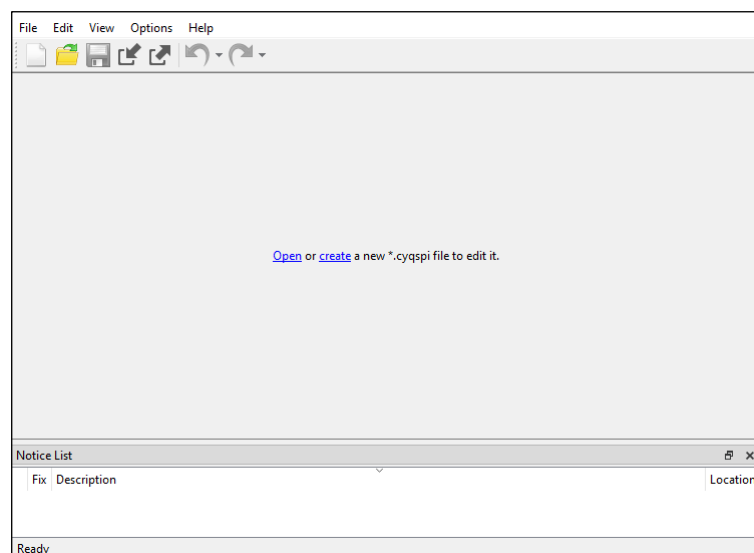 File Edit View Options Help
Open or create a new *.cyqspi file to edit it.
Notice List
Fix Description Location
Ready